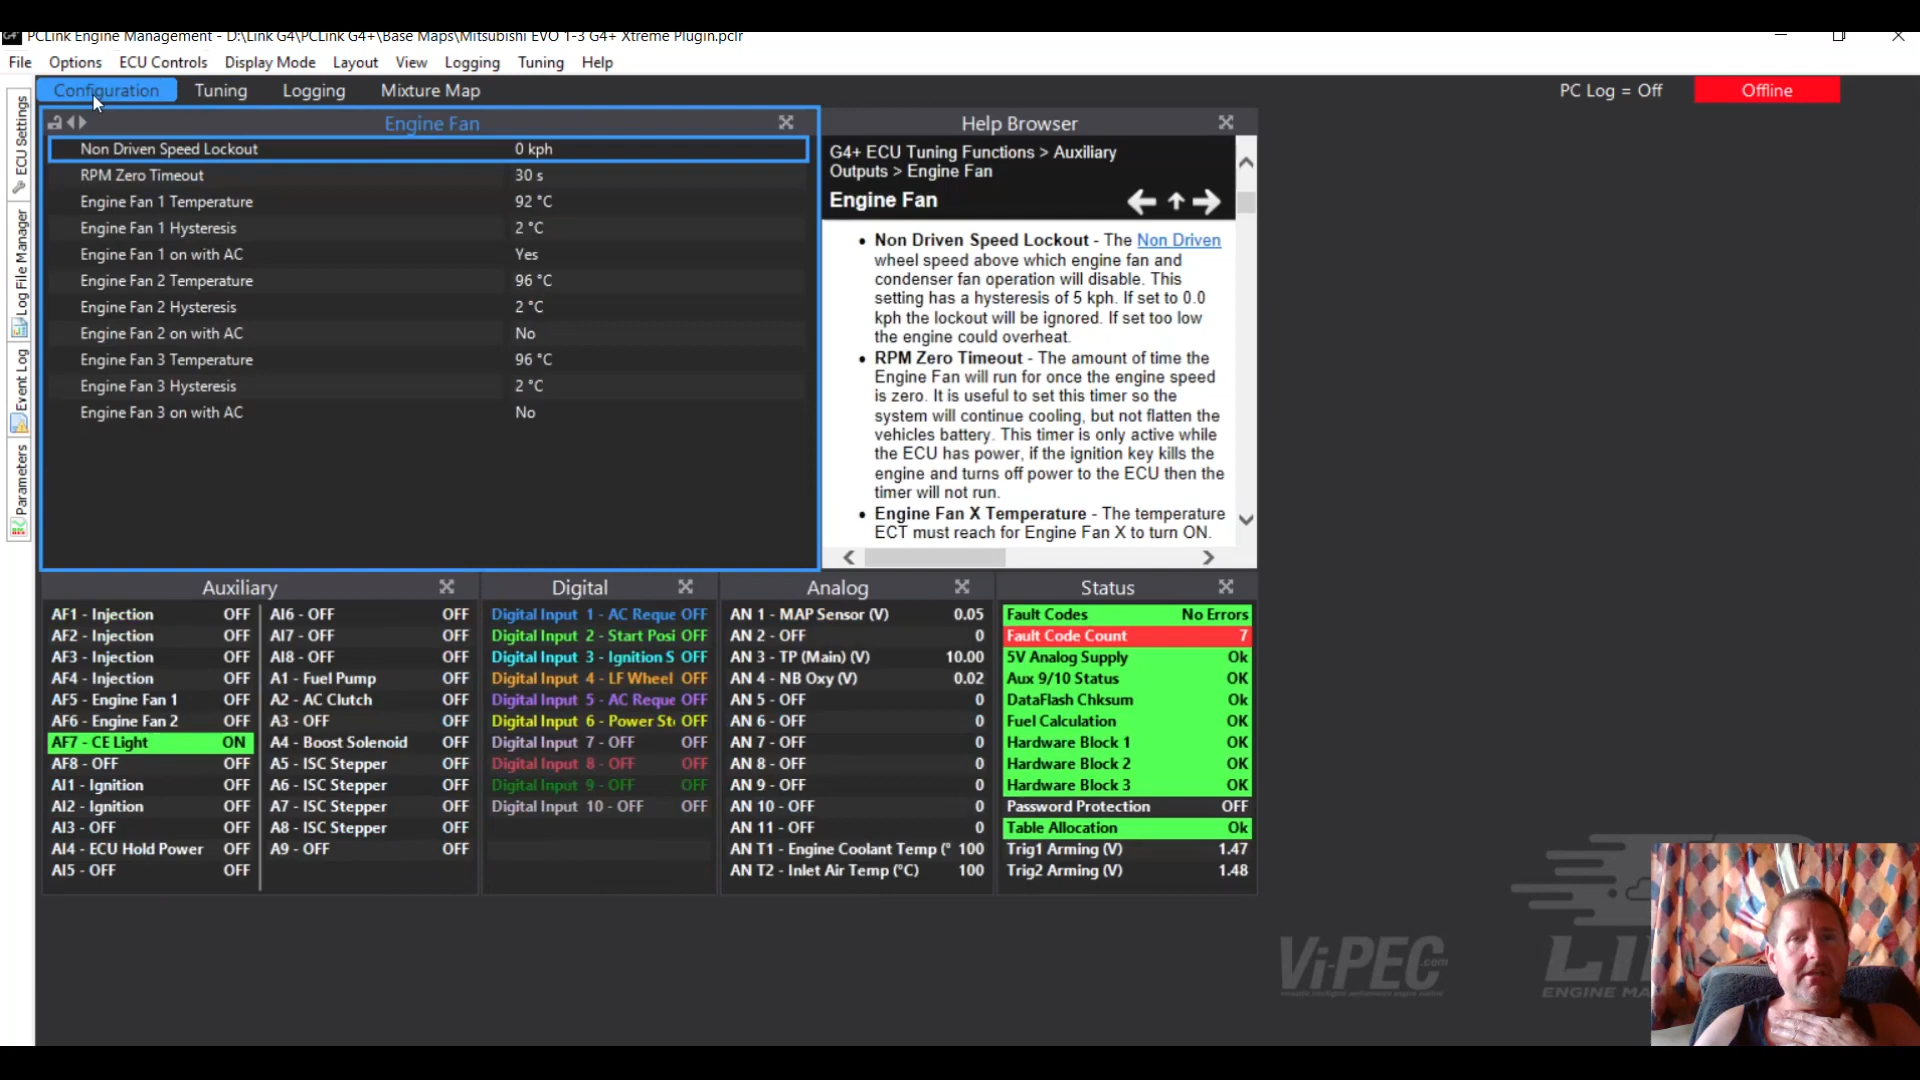 PCLink Engine Management - D:\Link G4\PCLink G4+\Base Maps\Mitsubishi EVO 1-3 G4+ Xtreme Plugin.pclr
File Options ECU Controls Display Mode Layout View Logging Tuning Help
Configuration Tuning Logging Mixture Map PC Log = Off Offline
ECU Settings
Log File Manager
Event Log
Parameters
Engine Fan
Non Driven Speed Lockout 0 kph
RPM Zero Timeout 30 s
Engine Fan 1 Temperature 92 °C
Engine Fan 1 Hysteresis 2 °C
Engine Fan 1 on with AC Yes
Engine Fan 2 Temperature 96 °C
Engine Fan 2 Hysteresis 2 °C
Engine Fan 2 on with AC No
Engine Fan 3 Temperature 96 °C
Engine Fan 3 Hysteresis 2 °C
Engine Fan 3 on with AC No
Help Browser
G4+ ECU Tuning Functions > Auxiliary
Outputs > Engine Fan
Engine Fan
• Non Driven Speed Lockout - The Non Driven
wheel speed above which engine fan and
condenser fan operation will disable. This
setting has a hysteresis of 5 kph. If set to 0.0
kph the lockout will be ignored. If set too low
the engine could overheat.
• RPM Zero Timeout - The amount of time the
Engine Fan will run for once the engine speed
is zero. It is useful to set this timer so the
system will continue cooling, but not flatten the
vehicles battery. This timer is only active while
the ECU has power, if the ignition key kills the
engine and turns off power to the ECU then the
timer will not run.
• Engine Fan X Temperature - The temperature
ECT must reach for Engine Fan X to turn ON.
Auxiliary
AF1 - Injection OFF
AF2 - Injection OFF
AF3 - Injection OFF
AF4 - Injection OFF
AF5 - Engine Fan 1 OFF
AF6 - Engine Fan 2 OFF
AF7 - CE Light ON
AF8 - OFF OFF
AI1 - Ignition OFF
AI2 - Ignition OFF
AI3 - OFF OFF
AI4 - ECU Hold Power OFF
AI5 - OFF OFF
AI6 - OFF OFF
AI7 - OFF OFF
AI8 - OFF OFF
A1 - Fuel Pump OFF
A2 - AC Clutch OFF
A3 - OFF OFF
A4 - Boost Solenoid OFF
A5 - ISC Stepper OFF
A6 - ISC Stepper OFF
A7 - ISC Stepper OFF
A8 - ISC Stepper OFF
A9 - OFF OFF
Digital
Digital Input 1 - AC Reque OFF
Digital Input 2 - Start Posi OFF
Digital Input 3 - Ignition S OFF
Digital Input 4 - LF Wheel OFF
Digital Input 5 - AC Reque OFF
Digital Input 6 - Power St OFF
Digital Input 7 - OFF OFF
Digital Input 8 - OFF OFF
Digital Input 9 - OFF OFF
Digital Input 10 - OFF OFF
Analog
AN 1 - MAP Sensor (V) 0.05
AN 2 - OFF 0
AN 3 - TP (Main) (V) 10.00
AN 4 - NB Oxy (V) 0.02
AN 5 - OFF 0
AN 6 - OFF 0
AN 7 - OFF 0
AN 8 - OFF 0
AN 9 - OFF 0
AN 10 - OFF 0
AN 11 - OFF 0
AN T1 - Engine Coolant Temp (° 100
AN T2 - Inlet Air Temp (°C) 100
Status
Fault Codes No Errors
Fault Code Count 7
5V Analog Supply Ok
Aux 9/10 Status OK
DataFlash Chksum Ok
Fuel Calculation OK
Hardware Block 1 OK
Hardware Block 2 OK
Hardware Block 3 OK
Password Protection OFF
Table Allocation Ok
Trig1 Arming (V) 1.47
Trig2 Arming (V) 1.48
Vi-PEC.com
ENGINE